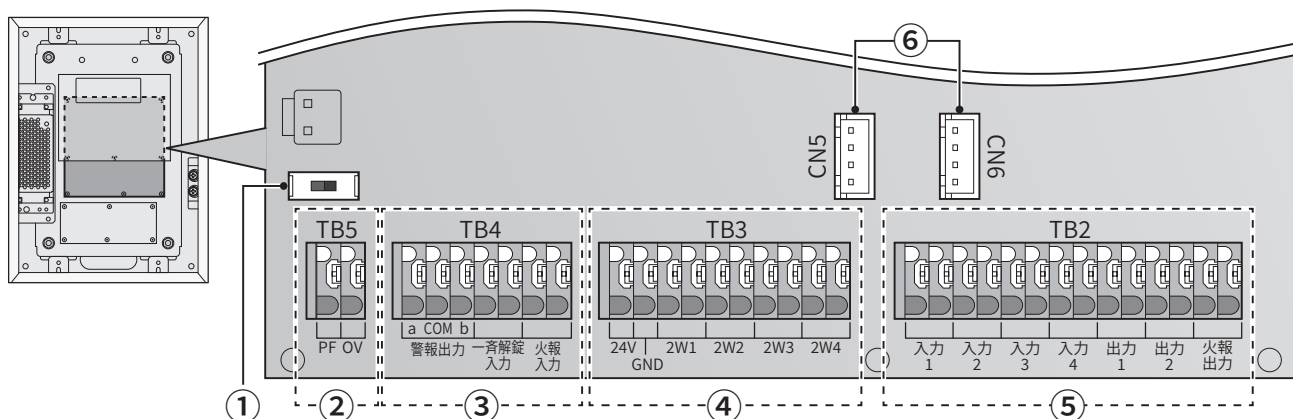 ⑥
CN5
CN6
①
TB5
TB4
TB3
TB2
PF OV
a COM b
警報出力
一斉解錠
入力
火報
入力
24V
GND
2W1
2W2
2W3
2W4
入力
1
入力
2
入力
3
入力
4
出力
1
出力
2
火報
出力
①
②
③
④
⑤